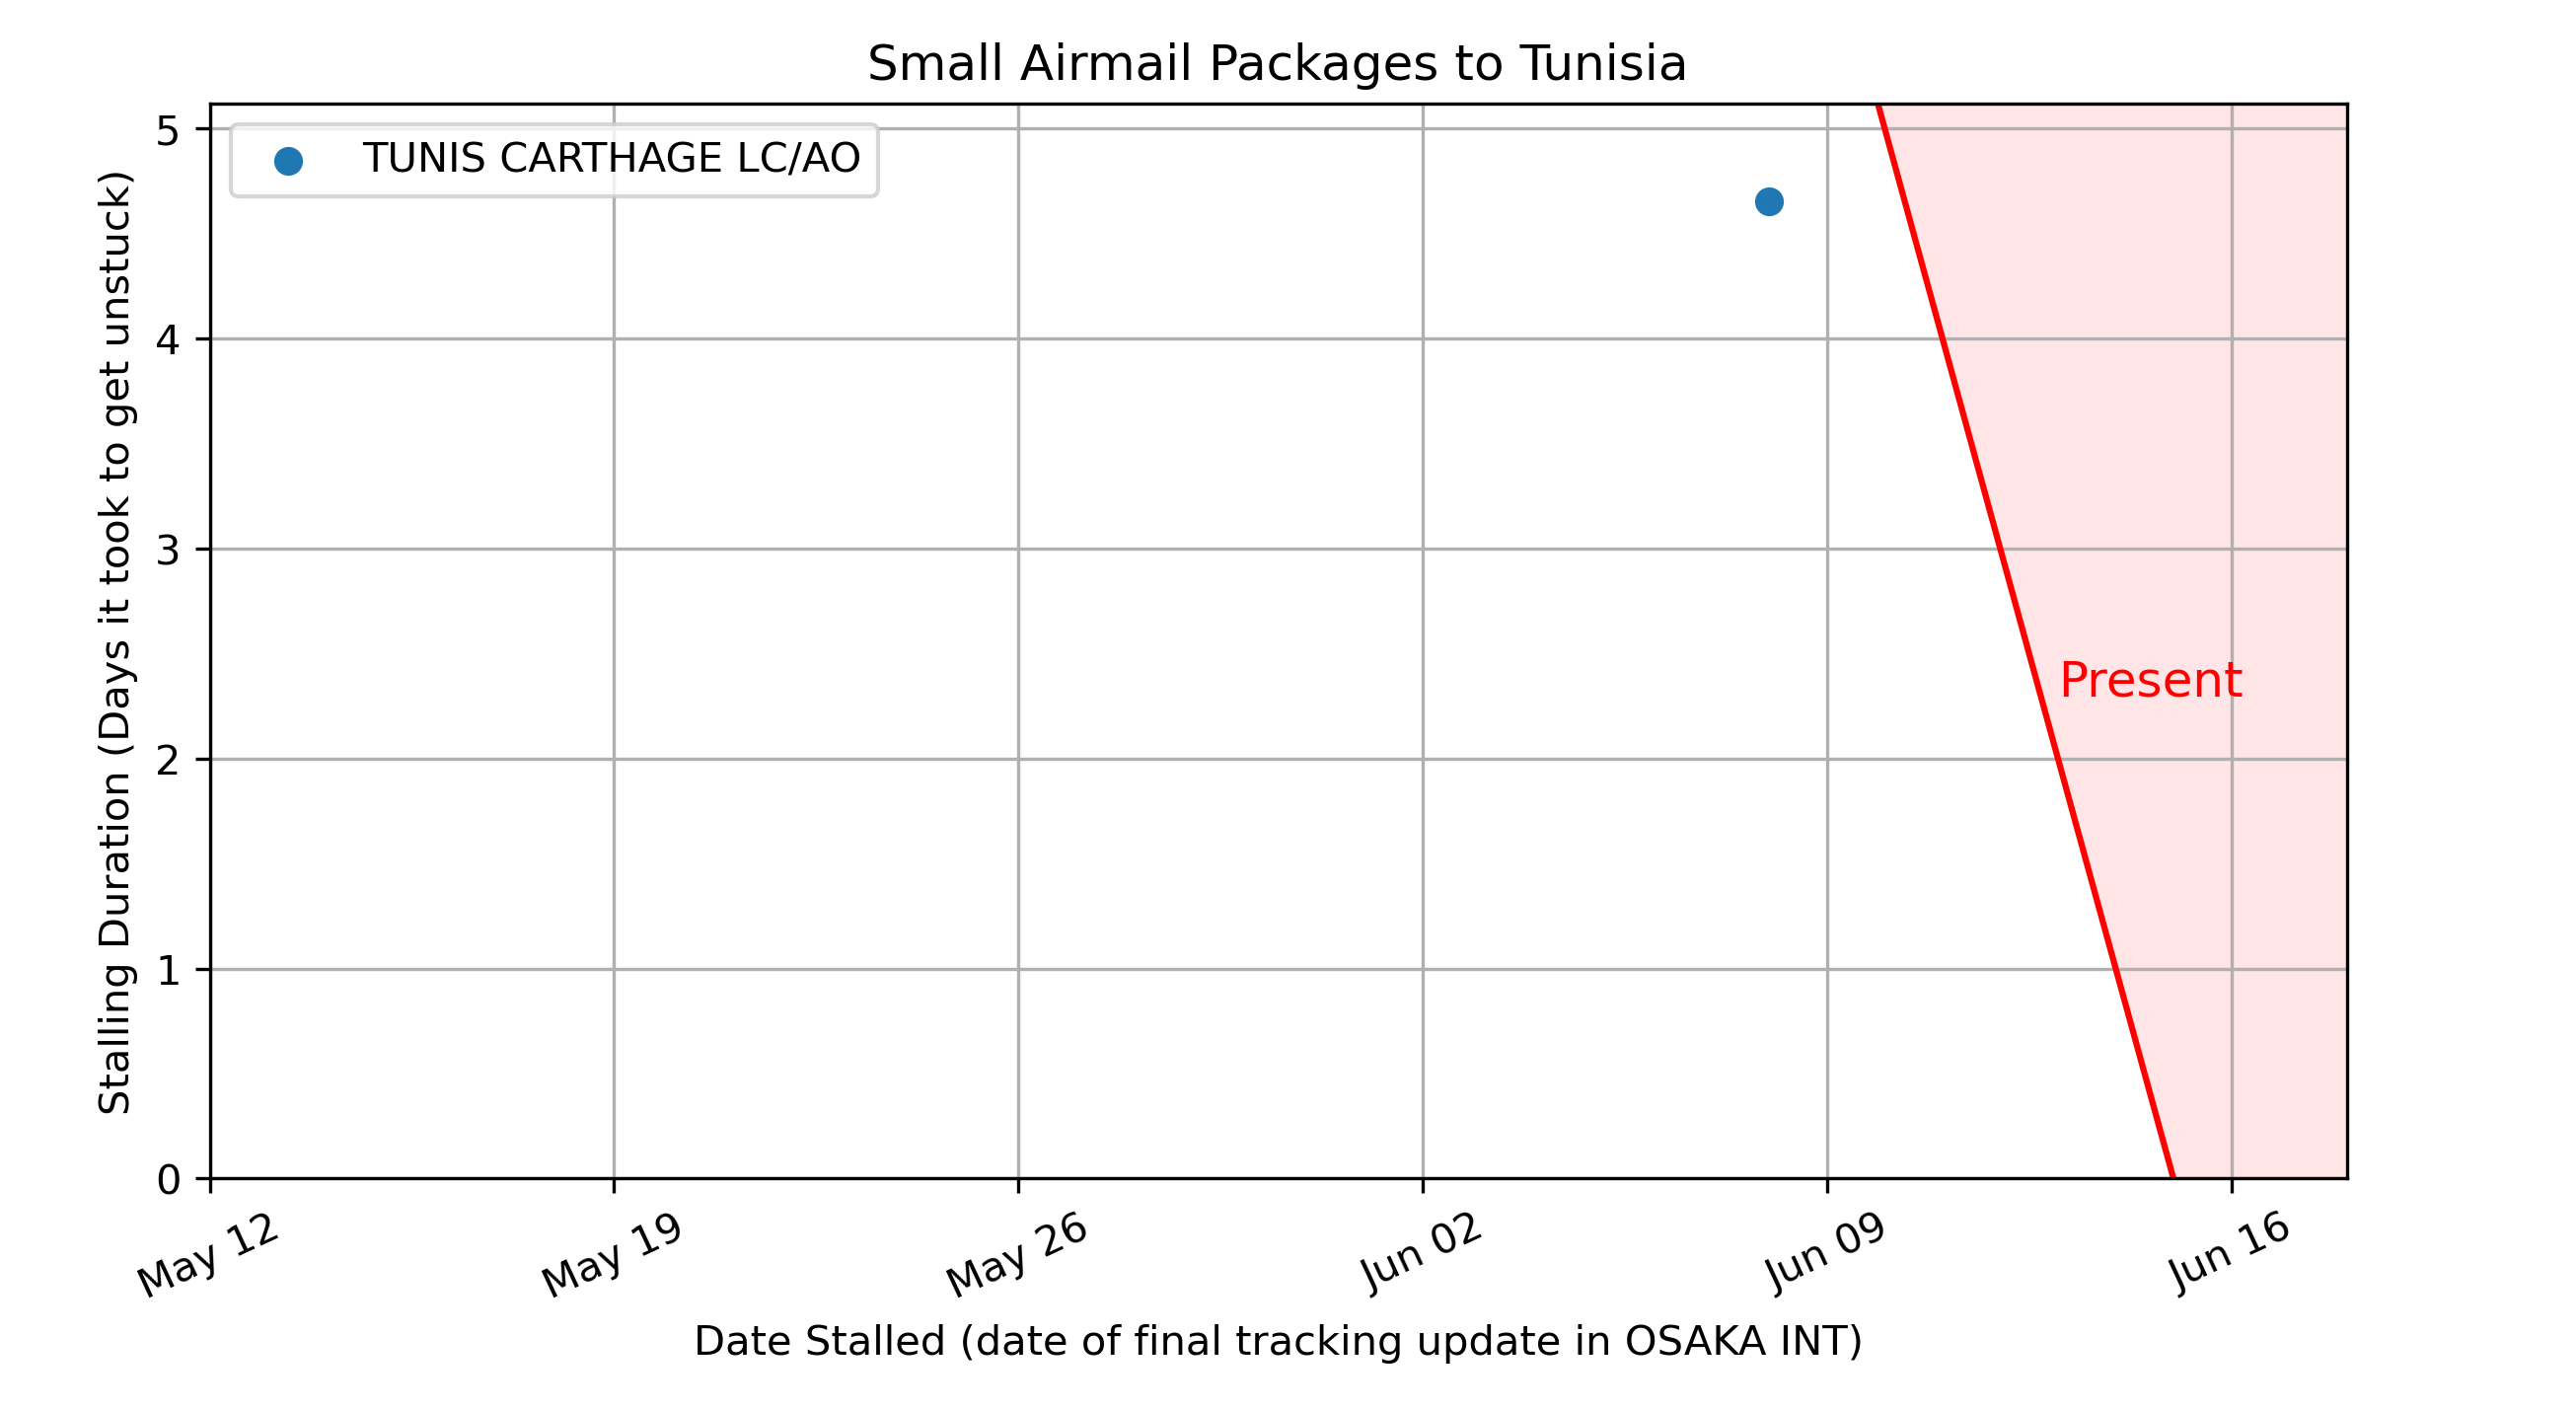 Small Airmail Packages to Tunisia
TUNIS CARTHAGE LC/AO
Stalling Duration (Days it took to get unstuck)
5
4
3
2
1
0
Present
May 12
May 19
May 26
Jun 02
Jun 09
Jun 16
Date Stalled (date of final tracking update in OSAKA INT)